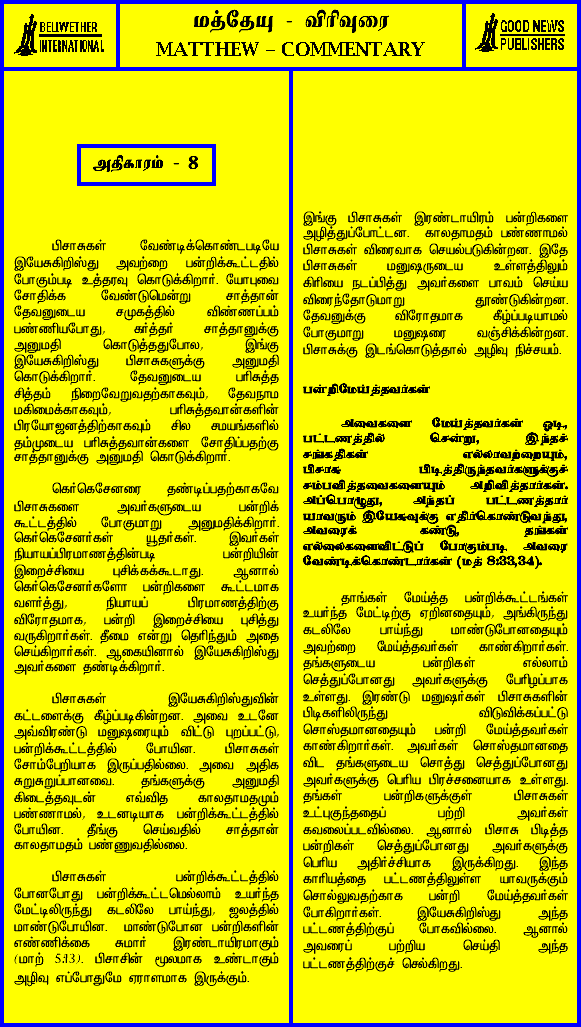 BELIWETHER
INTERNATIONAL
மத்தேயு - விரிவுரை
MATTHEW – COMMENTARY
GOOD NEWS
PUBLISHERS
அதிகாரம் - 8
பிசாசுகள் வேண்டிக்கொண்டபடியே
இயேசுகிறிஸ்து அவற்றை பன்றிக்கூட்டதில்
போகும்படி உத்தரவு கொடுக்கிறார். யோபுவை
சோதிக்க வேண்டுமென்று சாத்தான்
தேவனுடைய சமுகத்தில் விண்ணப்பம்
பண்ணியபோது, கர்த்தர் சாத்தானுக்கு
அனுமதி கொடுத்ததுபோல, இங்கு
இயேசுகிறிஸ்து பிசாசுகளுக்கு அனுமதி
கொடுக்கிறார். தேவனுடைய பரிசுத்த
சித்தம் நிறைவேறுவதற்காகவும், தேவநாம
மகிமைக்காகவும், பரிசுத்தவான்களின்
பிரயோஜனத்திற்காகவும் சில சமயங்களில்
தம்முடைய பரிசுத்தவான்களை சோதிப்பதற்கு
சாத்தானுக்கு அனுமதி கொடுக்கிறார்.
கெர்கெசேனரை தண்டிப்பதற்காகவே
பிசாசுகளை அவர்களுடைய பன்றிக்
கூட்டத்தில் போகுமாறு அனுமதிக்கிறார்.
கெர்கெசேனர்கள் யூதர்கள். இவர்கள்
நியாயப்பிரமாணத்தின்படி பன்றியின்
இறைச்சியை புசிக்கக்கூடாது. ஆனால்
கெர்கெசேனர்களோ பன்றிகளை கூட்டமாக
வளர்த்து, நியாயப் பிரமாணத்திற்கு
விரோதமாக, பன்றி இறைச்சியை புசித்து
வருகிறார்கள். தீமை என்று தெரிந்தும் அதை
செய்கிறார்கள். ஆகையினால் இயேசுகிறிஸ்து
அவர்களை தண்டிக்கிறார்.
பிசாசுகள் இயேசுகிறிஸ்துவின்
கட்டளைக்கு கீழ்ப்படிகின்றன. அவை உடனே
அவ்விரண்டு மனுஷரையும் விட்டு புறப்பட்டு,
பன்றிக்கூட்டத்தில் போயின. பிசாசுகள்
சோம்பேறியாக இருப்பதில்லை. அவை அதிக
சுறுசுறுப்பானவை. தங்களுக்கு அனுமதி
கிடைத்தவுடன் எவ்வித காலதாமதமும்
பண்ணாமல், உடனடியாக பன்றிக்கூட்டத்தில்
போயின. தீங்கு செய்வதில் சாத்தான்
காலதாமதம் பண்ணுவதில்லை.
பிசாசுகள் பன்றிக்கூட்டத்தில்
போனபோது பன்றிக்கூட்டமெல்லாம் உயர்ந்த
மேட்டிலிருந்து கடலிலே பாய்ந்து, ஜலத்தில்
மாண்டுபோயின. மாண்டுபோன பன்றிகளின்
எண்ணிக்கை சுமார் இரண்டாயிரமாகும்
(மாற் 5:13). பிசாசின் மூலமாக உண்டாகும்
அழிவு எப்போதுமே ஏராளமாக இருக்கும்.
இங்கு பிசாசுகள் இரண்டாயிரம் பன்றிகளை
அழித்துப்போட்டன. காலதாமதம் பண்ணாமல்
பிசாசுகள் விரைவாக செயல்படுகின்றன. இதே
பிசாசுகள் மனுஷருடைய உள்ளத்திலும்
கிரியை நடப்பித்து அவர்களை பாவம் செய்ய
விரைந்தோடுமாறு தூண்டுகின்றன.
தேவனுக்கு விரோதமாக கீழ்ப்படியாமல்
போகுமாறு மனுஷரை வஞ்சிக்கின்றன.
பிசாசுக்கு இடங்கொடுத்தால் அழிவு நிச்சயம்.
பன்றிமேய்த்தவர்கள்
அவைகளை மேய்த்தவர்கள் ஓடி,
பட்டணத்தில் சென்று, இந்தச்
சங்கதிகள் எல்லாவற்றையும்,
பிசாசு பிடித்திருந்தவர்களுக்குச்
சம்பவித்தவைகளையும் அறிவித்தார்கள்.
அப்பொழுது, அந்தப் பட்டணத்தார்
யாவரும் இயேசுவுக்கு எதிர்கொண்டுவந்து,
அவரைக் கண்டு, தங்கள்
எல்லைகளைவிட்டுப் போகும்படி அவரை
வேண்டிக்கொண்டார்கள் (மத் 8:33,34).
தாங்கள் மேய்த்த பன்றிக்கூட்டங்கள்
உயர்ந்த மேட்டிற்கு ஏறினதையும், அங்கிருந்து
கடலிலே பாய்ந்து மாண்டுபோனதையும்
அவற்றை மேய்த்தவர்கள் காண்கிறார்கள்.
தங்களுடைய பன்றிகள் எல்லாம்
செத்துப்போனது அவர்களுக்கு பேரிழப்பாக
உள்ளது. இரண்டு மனுஷர்கள் பிசாசுகளின்
பிடிகளிலிருந்து விடுவிக்கப்பட்டு
சொஸ்தமானதையும் பன்றி மேய்த்தவர்கள்
காண்கிறார்கள். அவர்கள் சொஸ்தமானதை
விட தங்களுடைய சொத்து செத்துப்போனது
அவர்களுக்கு பெரிய பிரச்சனையாக உள்ளது.
தங்கள் பன்றிகளுக்குள் பிசாசுகள்
உட்புகுந்ததைப் பற்றி அவர்கள்
கவலைப்படவில்லை. ஆனால் பிசாசு பிடித்த
பன்றிகள் செத்துப்போனது அவர்களுக்கு
பெரிய அதிர்ச்சியாக இருக்கிறது. இந்த
காரியத்தை பட்டணத்திலுள்ள யாவருக்கும்
சொல்லுவதற்காக பன்றி மேய்த்தவர்கள்
போகிறார்கள். இயேசுகிறிஸ்து அந்த
பட்டணத்திற்குப் போகவில்லை. ஆனால்
அவரைப் பற்றிய செய்தி அந்த
பட்டணத்திற்குச் செல்கிறது.